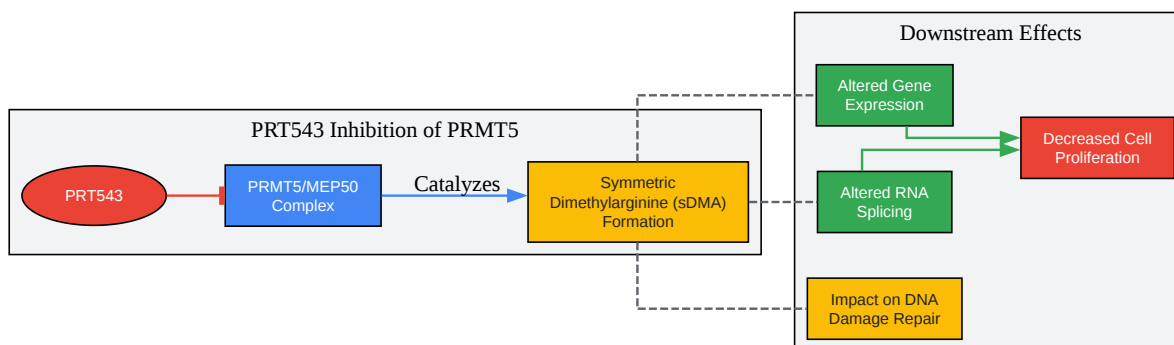 Downstream Effects
Altered Gene
Expression
PRT543 Inhibition of PRMT5
Decreased Cell
Proliferation
PRT543
PRMT5/MEP50
Complex
Catalyzes
Symmetric
Dimethylarginine (sDMA)
Formation
Altered RNA
Splicing
Impact on DNA
Damage Repair